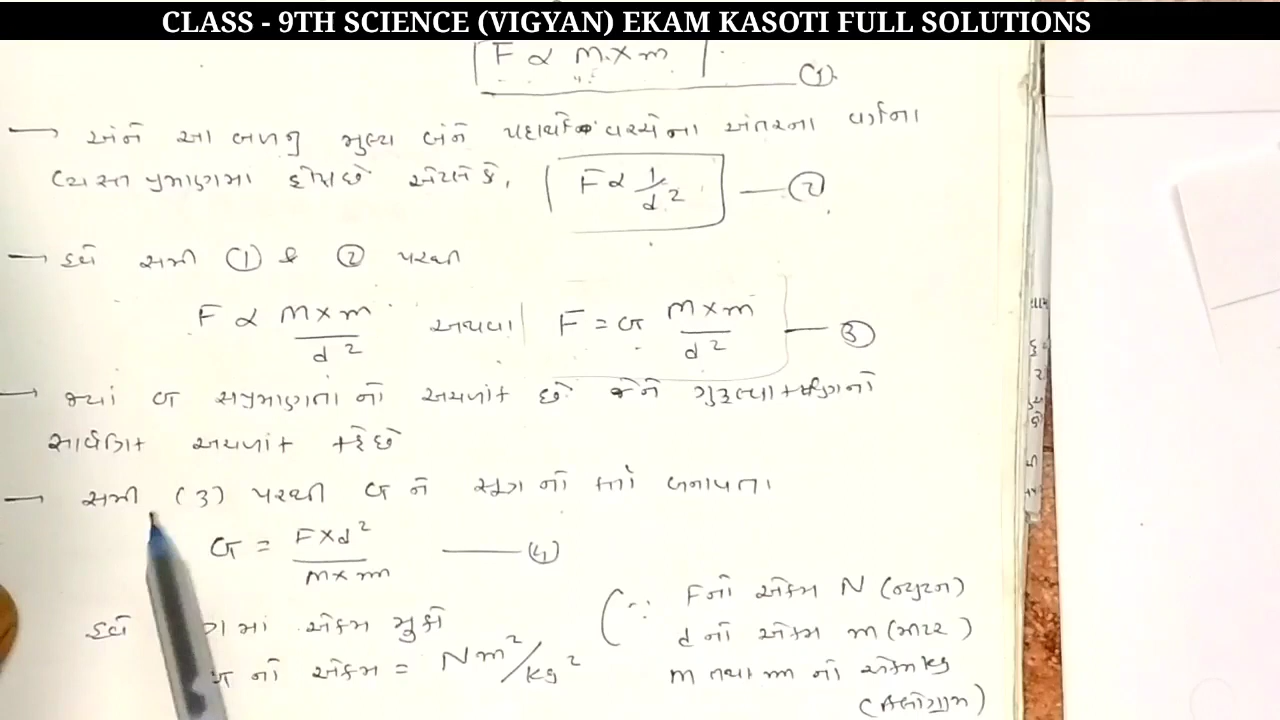 CLASS - 9TH SCIENCE (VIGYAN) EKAM KASOTI FULL SOLUTIONS
F ∝ M×m ——— (1)
→ અને આ બળનુ મુલ્ય બંને પદાર્થો વચ્ચેના અંતરના વર્ગના
વ્યસ્ત પ્રમાણમા હોય છે એટલે કે, F ∝ 1/d² —— (2)
→ હવે સમી (1) & (2) પરથી
F ∝ M×m/d² અથવા F = G M×m/d² —— (3)
→ જ્યાં G સપ્રમાણતા નો અચળાંક છે જેને ગુરુત્વાકર્ષણનો
સાર્વત્રિક અચળાંક કહે છે
→ સમી (3) પરથી G ને સૂત્ર નો બનાવતા
G = F×d²/M×m ——— (4)
હવે માં એકમ મુકો
G નો એકમ = Nm²/kg²
(∵ F નો એકમ N (ન્યુટન)
d નો એકમ m (મીટર)
M તથા m નો એકમ kg
(કિલોગ્રામ)